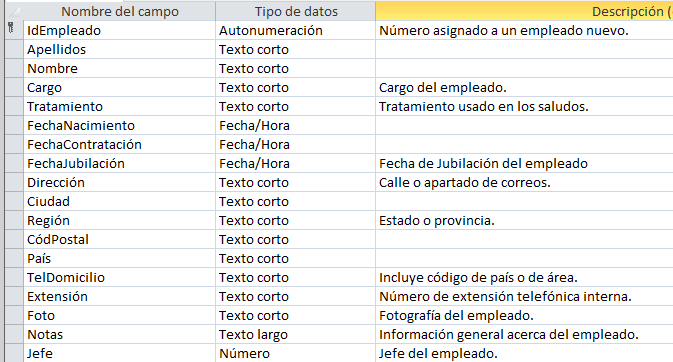 Nombre del campo Tipo de datos Descripción (
IdEmpleado Autonumeración Número asignado a un empleado nuevo.
Apellidos Texto corto
Nombre Texto corto
Cargo Texto corto Cargo del empleado.
Tratamiento Texto corto Tratamiento usado en los saludos.
FechaNacimiento Fecha/Hora
FechaContratación Fecha/Hora
FechaJubilación Fecha/Hora Fecha de Jubilación del empleado
Dirección Texto corto Calle o apartado de correos.
Ciudad Texto corto
Región Texto corto Estado o provincia.
CódPostal Texto corto
País Texto corto
TelDomicilio Texto corto Incluye código de país o de área.
Extensión Texto corto Número de extensión telefónica interna.
Foto Texto corto Fotografía del empleado.
Notas Texto largo Información general acerca del empleado.
Jefe Número Jefe del empleado.